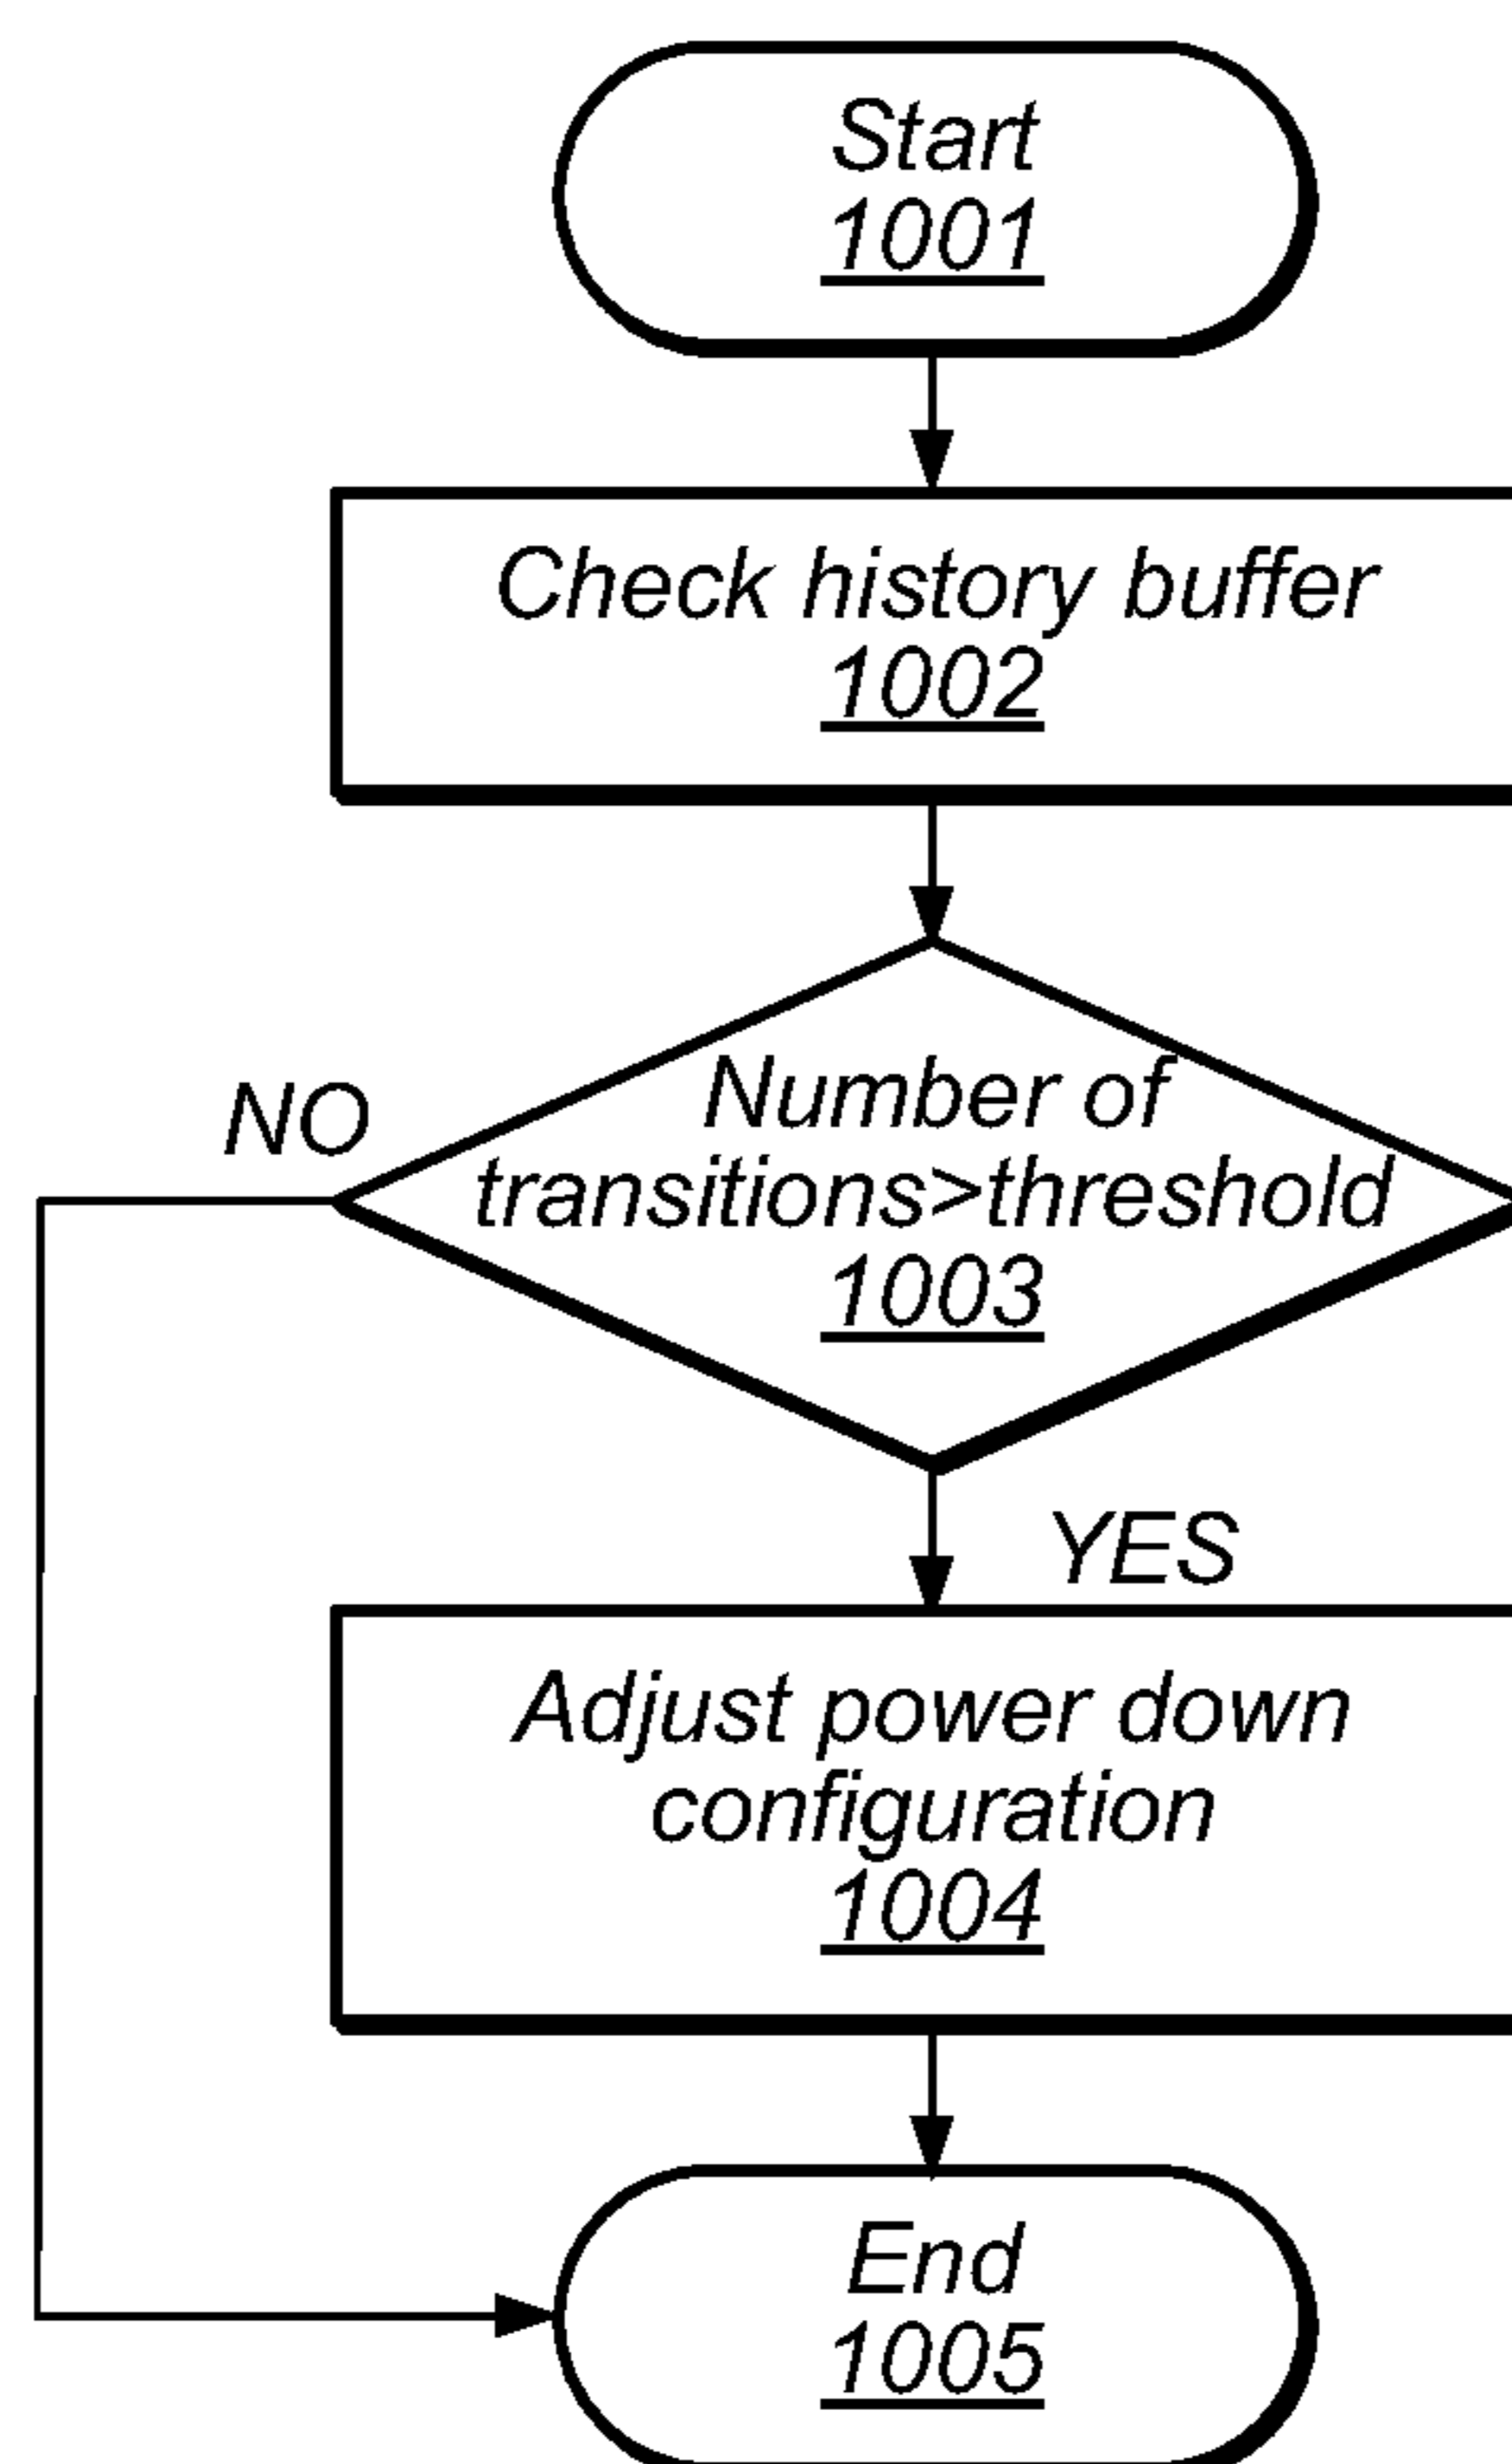 Start
1001
Check history buffer
1002
Number of
transitions>threshold
1003
NO
YES
Adjust power down
configuration
1004
End
1005